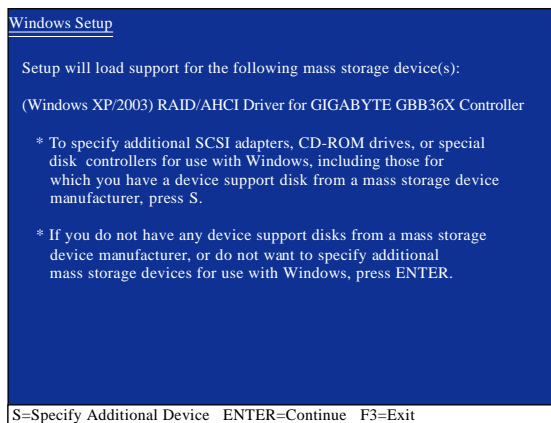 Windows Setup
Setup will load support for the following mass storage device(s):
(Windows XP/2003) RAID/AHCI Driver for GIGABYTE GBB36X Controller
* To specify additional SCSI adapters, CD-ROM drives, or special
disk controllers for use with Windows, including those for
which you have a device support disk from a mass storage device
manufacturer, press S.
* If you do not have any device support disks from a mass storage
device manufacturer, or do not want to specify additional
mass storage devices for use with Windows, press ENTER.
S=Specify Additional Device ENTER=Continue F3=Exit